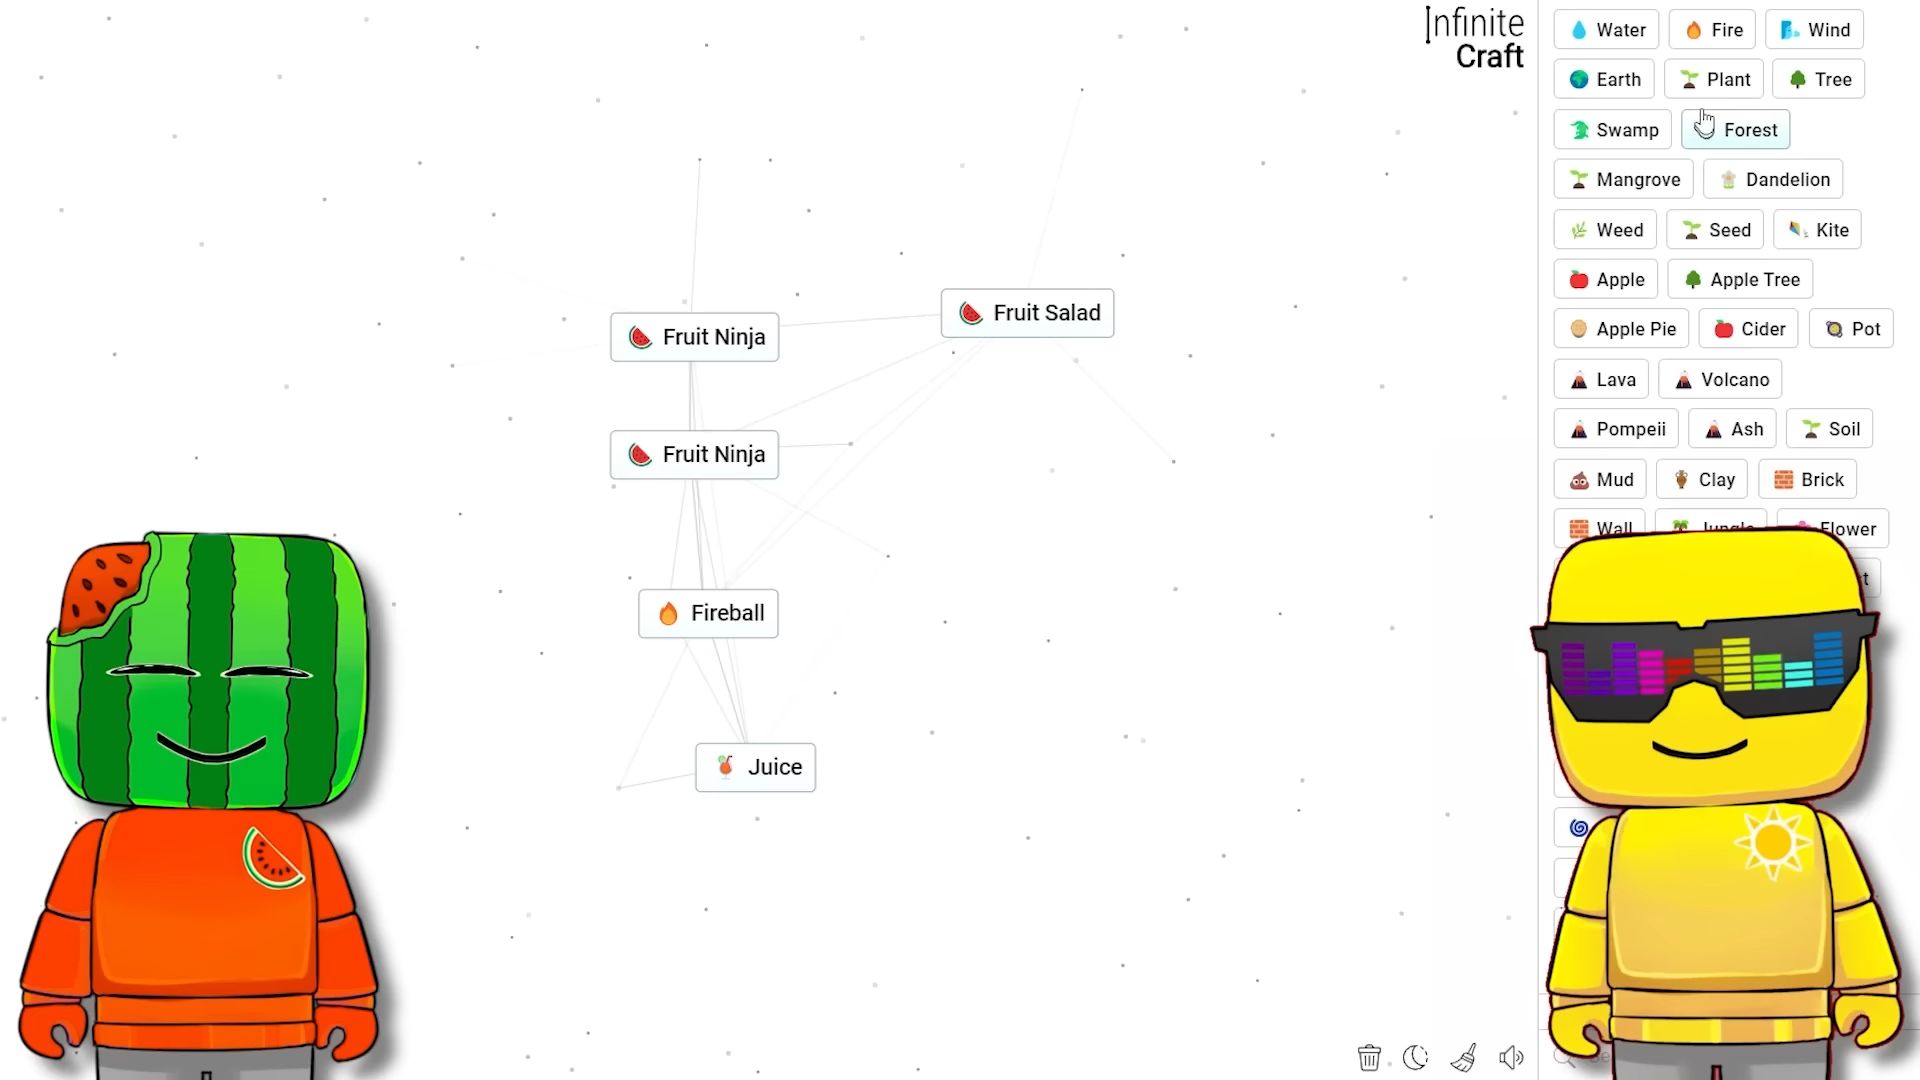 Infinite
Craft
Water Fire Wind
Earth Plant Tree
Swamp Forest
Mangrove Dandelion
Weed Seed Kite
Apple Apple Tree
Apple Pie Cider Pot
Lava Volcano
Pompeii Ash Soil
Mud Clay Brick
Wall Jungle Flower
Fruit Salad
Fruit Ninja
Fruit Ninja
Fireball
Juice